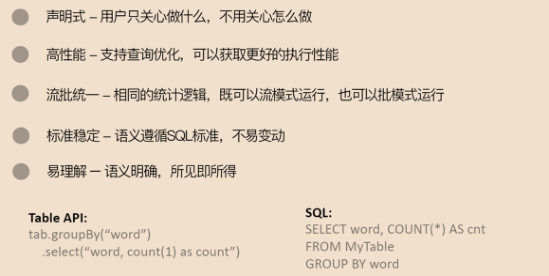 声明式 – 用户只关心做什么，不用关心怎么做
高性能 – 支持查询优化，可以获取更好的执行性能
流批统一 – 相同的统计逻辑，既可以流模式运行，也可以批模式运行
标准稳定 – 语义遵循SQL标准，不易变动
易理解 – 语义明确，所见即所得
Table API:
tab.groupBy(“word”)
.select(“word, count(1) as count”)
SQL:
SELECT word, COUNT(*) AS cnt
FROM MyTable
GROUP BY word